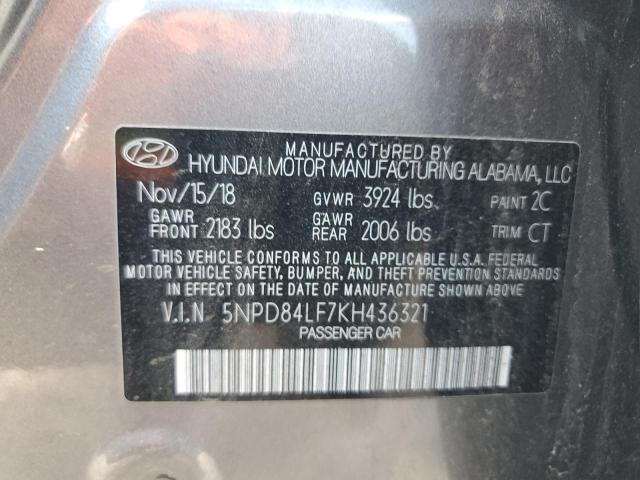 MANUFACTURED BY
HYUNDAI MOTOR MANUFACTURING ALABAMA, LLC
Nov/15/18 GVWR 3924 lbs. PAINT 2C
GAWR FRONT 2183 lbs GAWR REAR 2006 lbs TRIM CT
THIS VEHICLE CONFORMS TO ALL APPLICABLE U.S.A. FEDERAL
MOTOR VEHICLE SAFETY, BUMPER, AND THEFT PREVENTION STANDARDS
IN EFFECT ON THE DATE OF MANUFACTURE SHOWN ABOVE.
V.I.N 5NPD84LF7KH436321
PASSENGER CAR